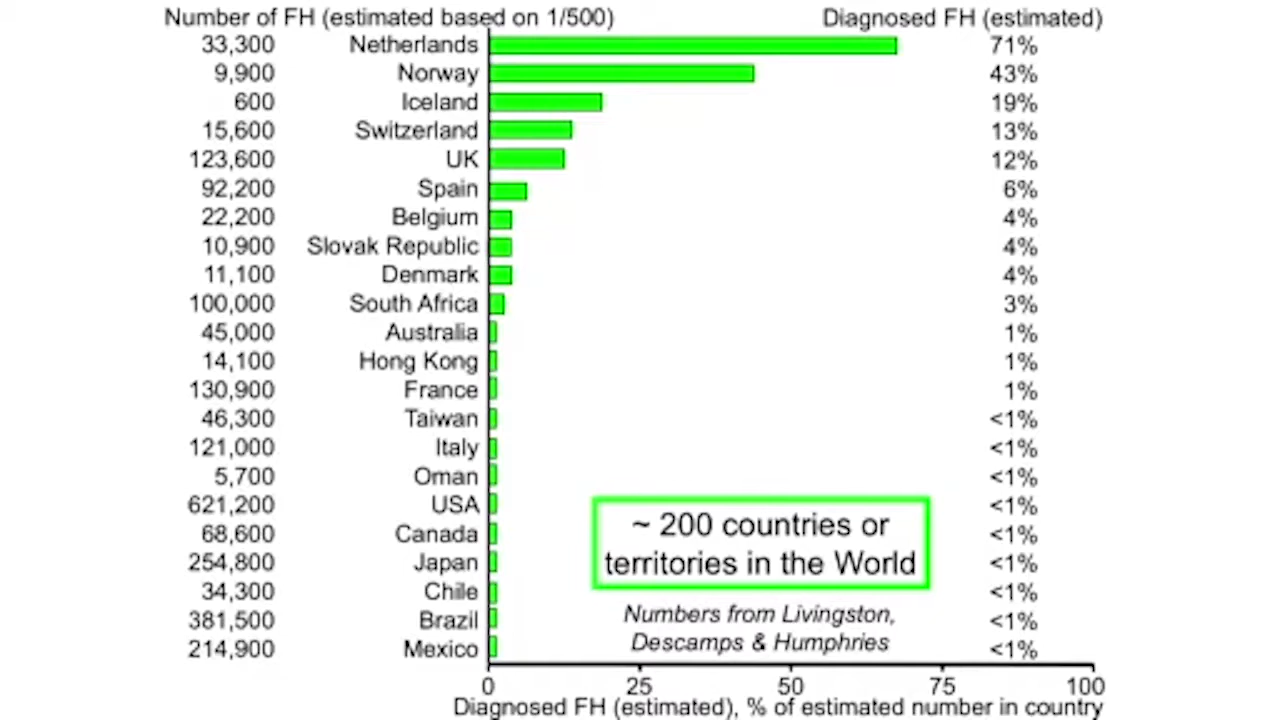 Number of FH (estimated based on 1/500) Diagnosed FH (estimated)
33,300 Netherlands 71%
9,900 Norway 43%
600 Iceland 19%
15,600 Switzerland 13%
123,600 UK 12%
92,200 Spain 6%
22,200 Belgium 4%
10,900 Slovak Republic 4%
11,100 Denmark 4%
100,000 South Africa 3%
45,000 Australia 1%
14,100 Hong Kong 1%
130,900 France 1%
46,300 Taiwan <1%
121,000 Italy <1%
5,700 Oman <1%
621,200 USA <1%
68,600 Canada <1%
254,800 Japan <1%
34,300 Chile <1%
381,500 Brazil <1%
214,900 Mexico <1%
~ 200 countries or
territories in the World
Numbers from Livingston,
Descamps & Humphries
0 25 50 75 100
Diagnosed FH (estimated), % of estimated number in country